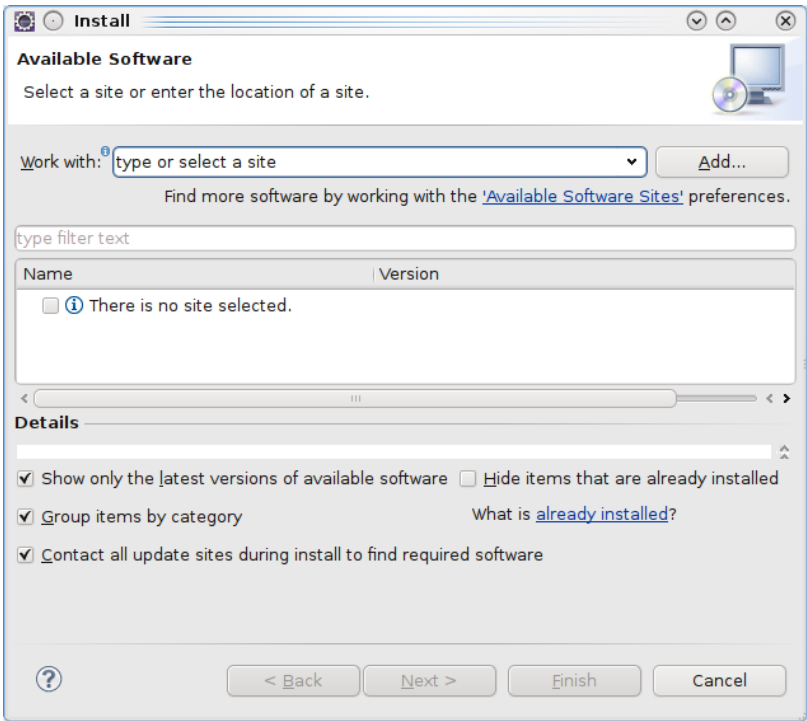 Install
Available Software
Select a site or enter the location of a site.
Work with: type or select a site Add...
Find more software by working with the 'Available Software Sites' preferences.
type filter text
Name Version
There is no site selected.
Details
Show only the latest versions of available software Hide items that are already installed
Group items by category What is already installed?
Contact all update sites during install to find required software
< Back Next > Finish Cancel